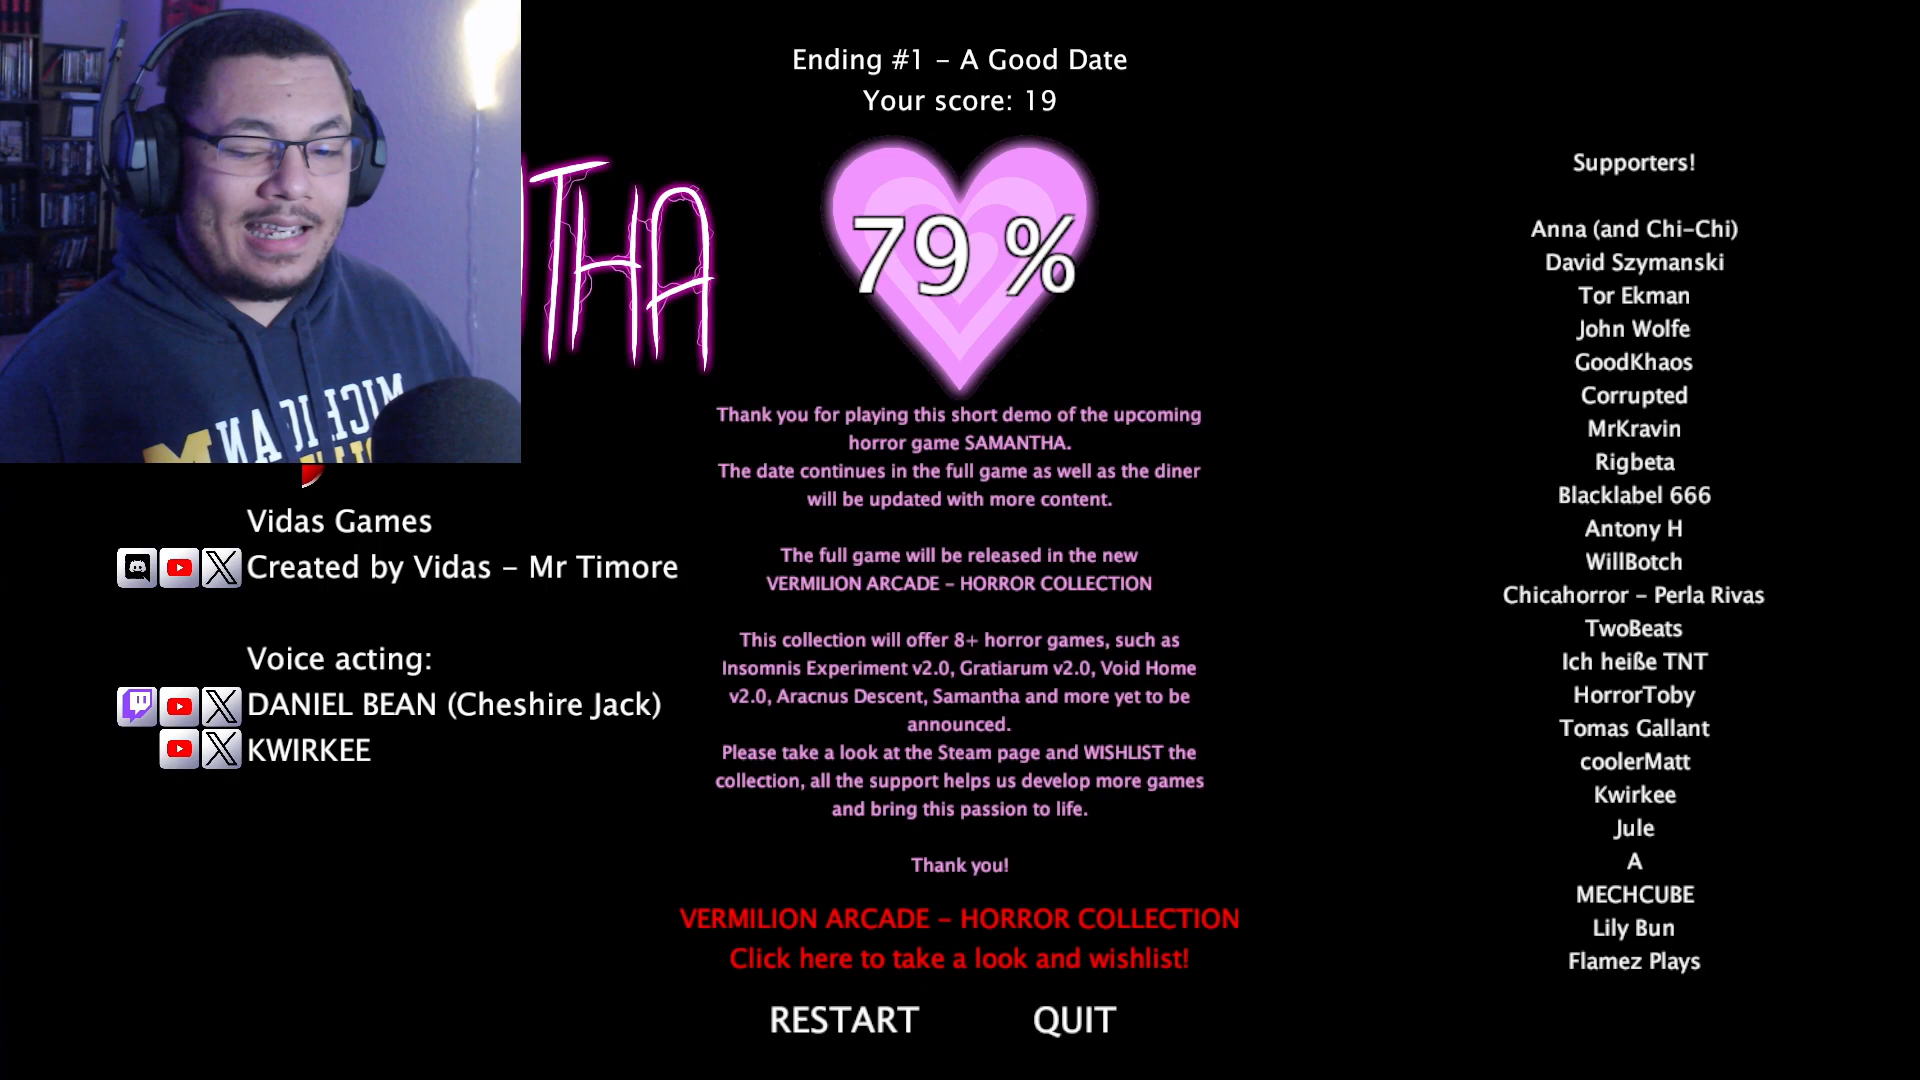 Ending #1 – A Good Date
Your score: 19
THA
79 %
MICHIGAN
M
Thank you for playing this short demo of the upcoming
horror game SAMANTHA.
The date continues in the full game as well as the diner
will be updated with more content.
The full game will be released in the new
VERMILION ARCADE – HORROR COLLECTION
This collection will offer 8+ horror games, such as
Insomnis Experiment v2.0, Gratiarum v2.0, Void Home
v2.0, Aracnus Descent, Samantha and more yet to be
announced.
Please take a look at the Steam page and WISHLIST the
collection, all the support helps us develop more games
and bring this passion to life.
Thank you!
VERMILION ARCADE – HORROR COLLECTION
Click here to take a look and wishlist!
RESTART
QUIT
Vidas Games
Created by Vidas – Mr Timore
Voice acting:
DANIEL BEAN (Cheshire Jack)
KWIRKEE
Supporters!
Anna (and Chi-Chi)
David Szymanski
Tor Ekman
John Wolfe
GoodKhaos
Corrupted
MrKravin
Rigbeta
Blacklabel 666
Antony H
WillBotch
Chicahorror – Perla Rivas
TwoBeats
Ich heiße TNT
HorrorToby
Tomas Gallant
coolerMatt
Kwirkee
Jule
A
MECHCUBE
Lily Bun
Flamez Plays